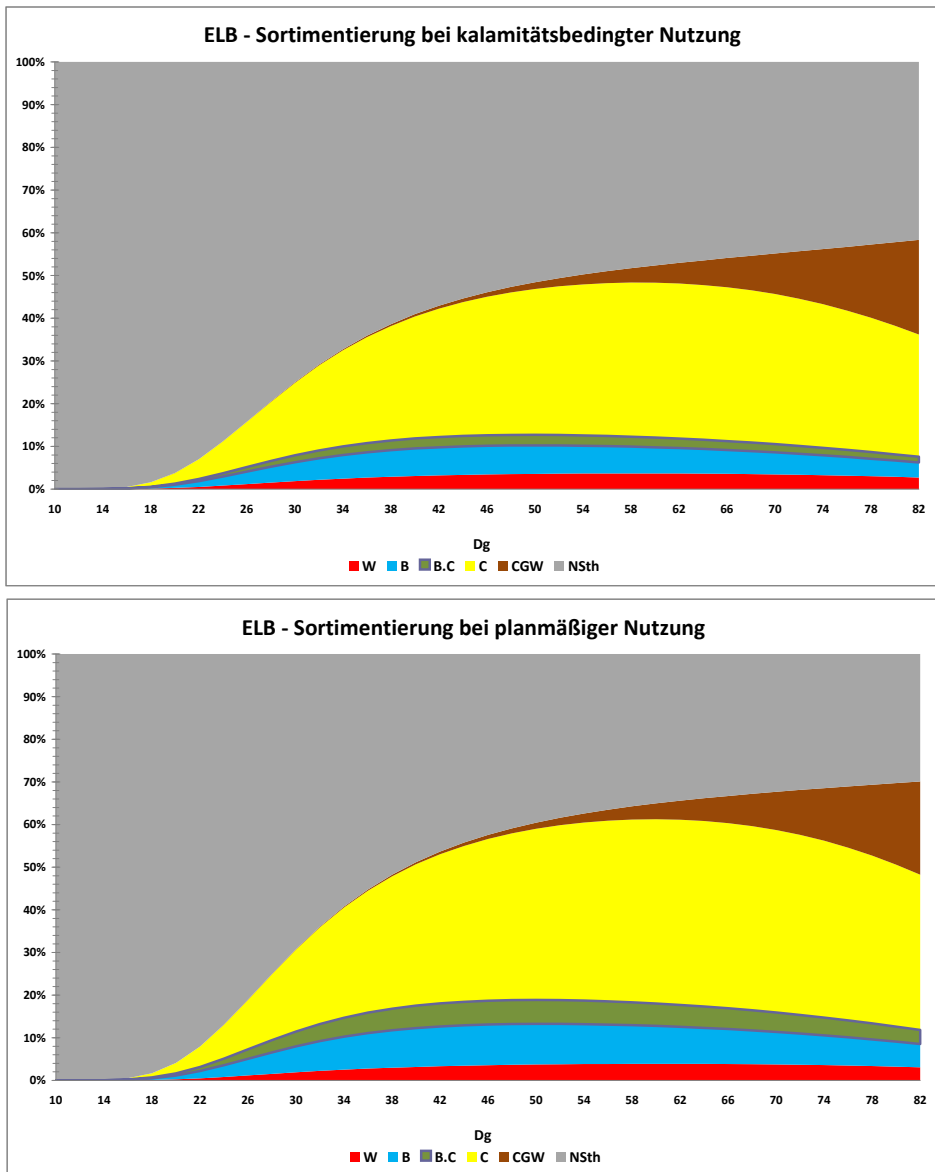 ELB - Sortimentierung bei kalamitätsbedingter Nutzung
100%
90%
80%
70%
60%
50%
40%
30%
20%
10%
0%
10 14 18 22 26 30 34 38 42 46 50 54 58 62 66 70 74 78 82
Dg
W B B.C C CGW NSth
ELB - Sortimentierung bei planmäßiger Nutzung
100%
90%
80%
70%
60%
50%
40%
30%
20%
10%
0%
10 14 18 22 26 30 34 38 42 46 50 54 58 62 66 70 74 78 82
Dg
W B B.C C CGW NSth